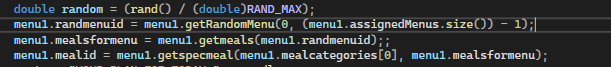 double random = (rand() / (double)RAND_MAX);
menu1.randmenuid = menu1.getRandomMenu(0, (menu1.assignedMenus.size()) - 1);
menu1.mealsformenu = menu1.getmeals(menu1.randmenuid);;
menu1.mealid = menu1.getspecmeal(mealcategories[0], menu1.mealsformenu);